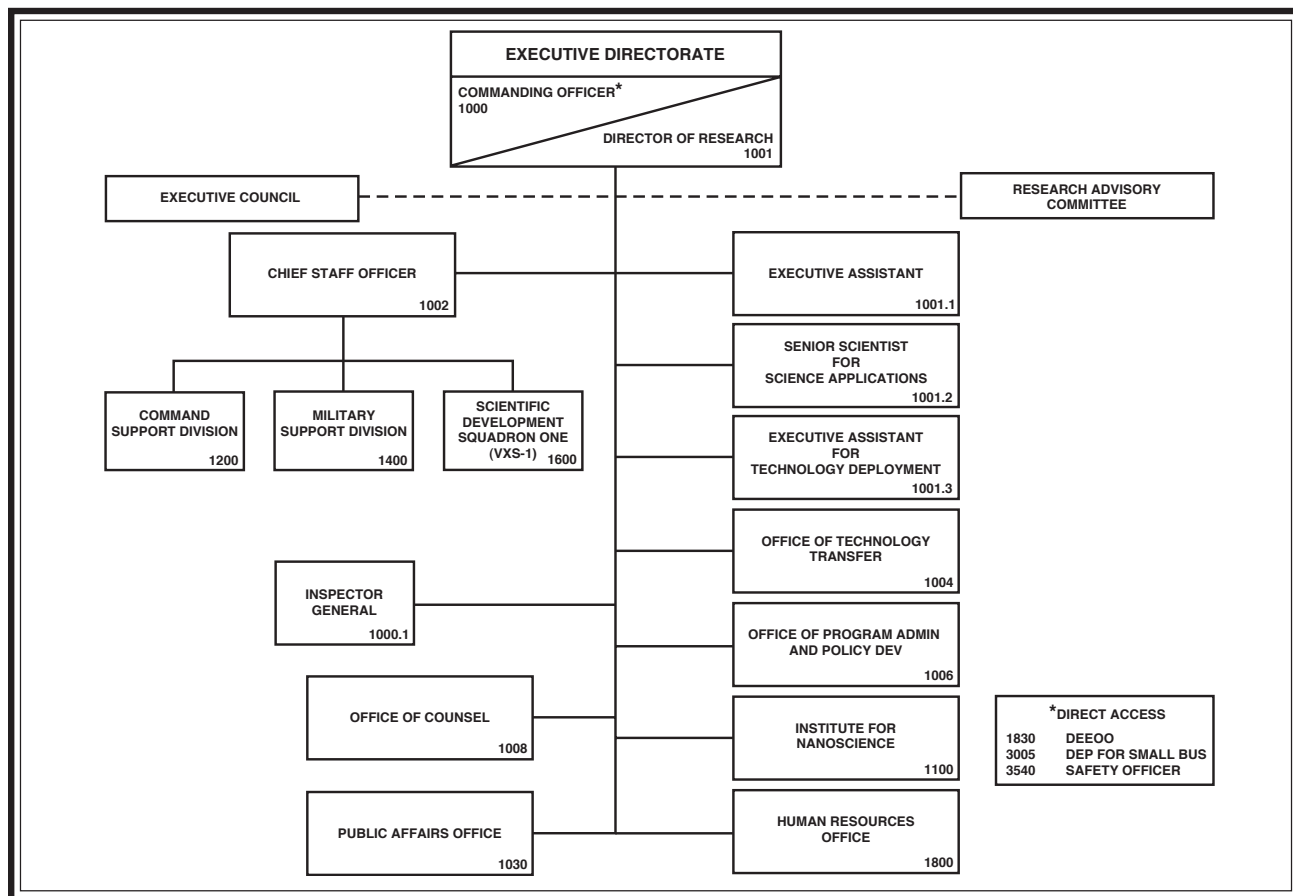 EXECUTIVE DIRECTORATE
COMMANDING OFFICER*
1000
DIRECTOR OF RESEARCH
1001
EXECUTIVE COUNCIL
RESEARCH ADVISORY
COMMITTEE
CHIEF STAFF OFFICER
1002
EXECUTIVE ASSISTANT
1001.1
SENIOR SCIENTIST
FOR
SCIENCE APPLICATIONS
1001.2
COMMAND
SUPPORT DIVISION
1200
MILITARY
SUPPORT DIVISION
1400
SCIENTIFIC
DEVELOPMENT
SQUADRON ONE
(VXS-1)
1600
EXECUTIVE ASSISTANT
FOR
TECHNOLOGY DEPLOYMENT
1001.3
OFFICE OF TECHNOLOGY
TRANSFER
1004
INSPECTOR
GENERAL
1000.1
OFFICE OF PROGRAM ADMIN
AND POLICY DEV
1006
OFFICE OF COUNSEL
1008
INSTITUTE FOR
NANOSCIENCE
1100
*DIRECT ACCESS
1830 DEEOO
3005 DEP FOR SMALL BUS
3540 SAFETY OFFICER
PUBLIC AFFAIRS OFFICE
1030
HUMAN RESOURCES
OFFICE
1800